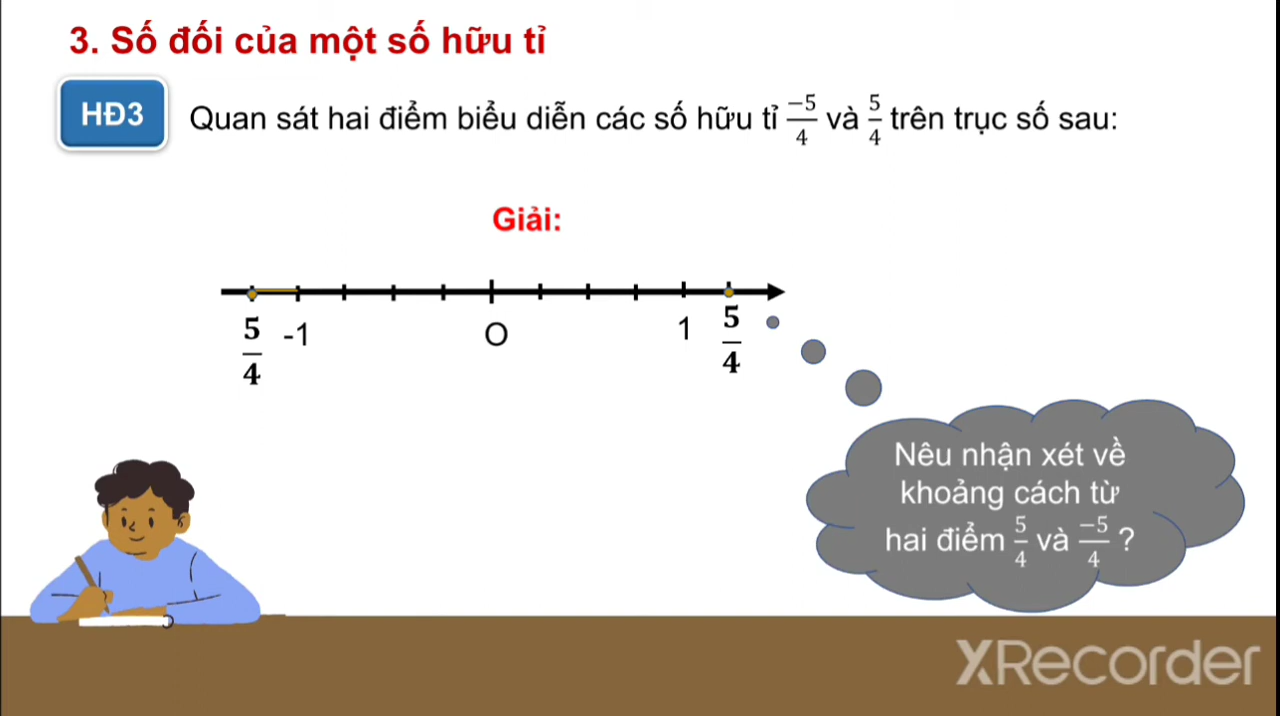 3. Số đối của một số hữu tỉ
HĐ3 Quan sát hai điểm biểu diễn các số hữu tỉ −5/4 và 5/4 trên trục số sau:
Giải:
5/4 -1 O 1 5/4
Nêu nhận xét về
khoảng cách từ
hai điểm 5/4 và −5/4 ?
XRecorder